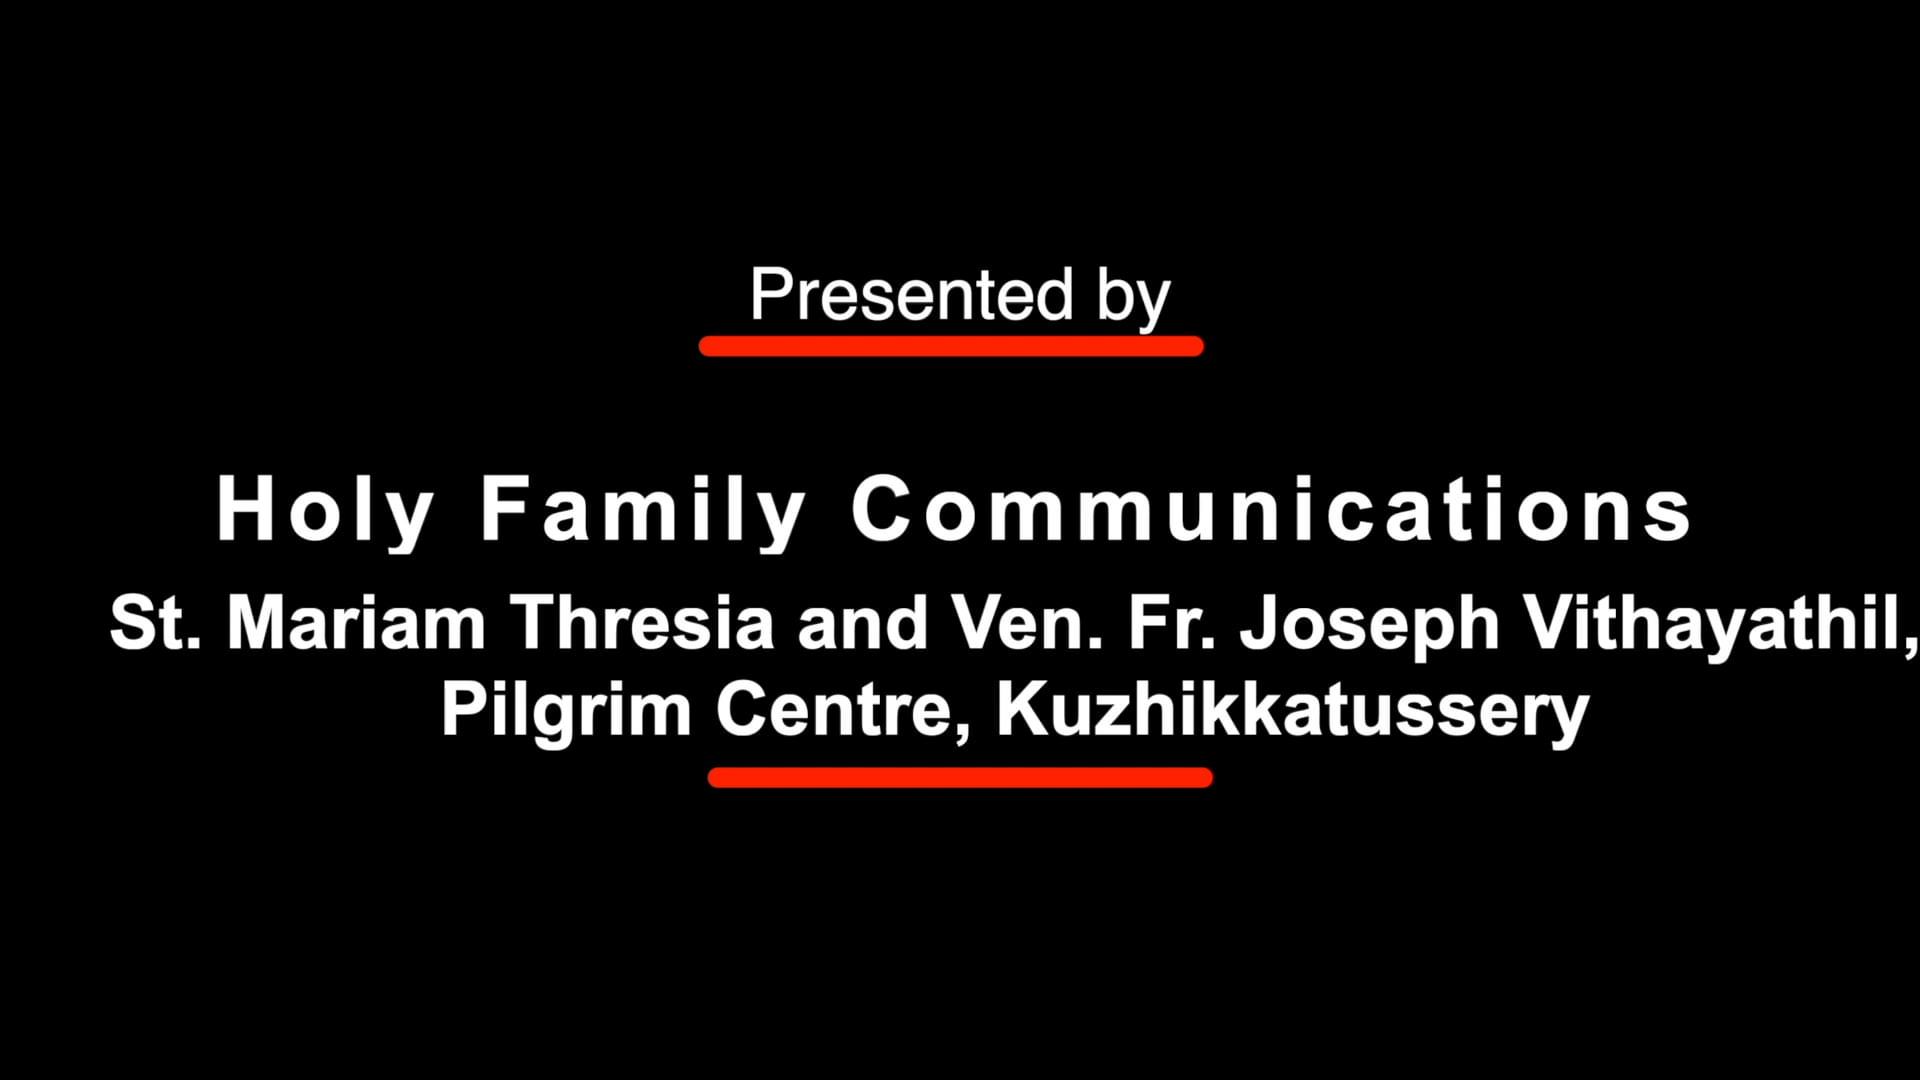 Presented by
Holy Family Communications
St. Mariam Thresia and Ven. Fr. Joseph Vithayathil,
Pilgrim Centre, Kuzhikkatussery